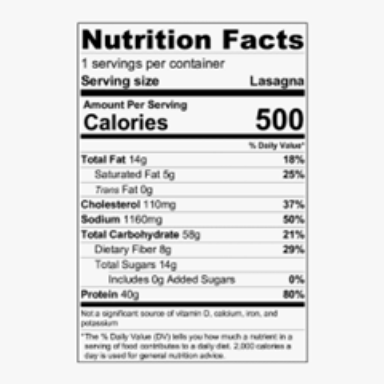 Nutrition Facts
1 servings per container
Serving size Lasagna
Amount Per Serving
Calories 500
% Daily Value*
Total Fat 14g 18%
Saturated Fat 5g 25%
Trans Fat 0g
Cholesterol 110mg 37%
Sodium 1160mg 50%
Total Carbohydrate 58g 21%
Dietary Fiber 8g 29%
Total Sugars 14g
Includes 0g Added Sugars 0%
Protein 40g 80%
Not a significant source of vitamin D, calcium, iron, and
potassium
*The % Daily Value (DV) tells you how much a nutrient in a
serving of food contributes to a daily diet. 2,000 calories a
day is used for general nutrition advice.